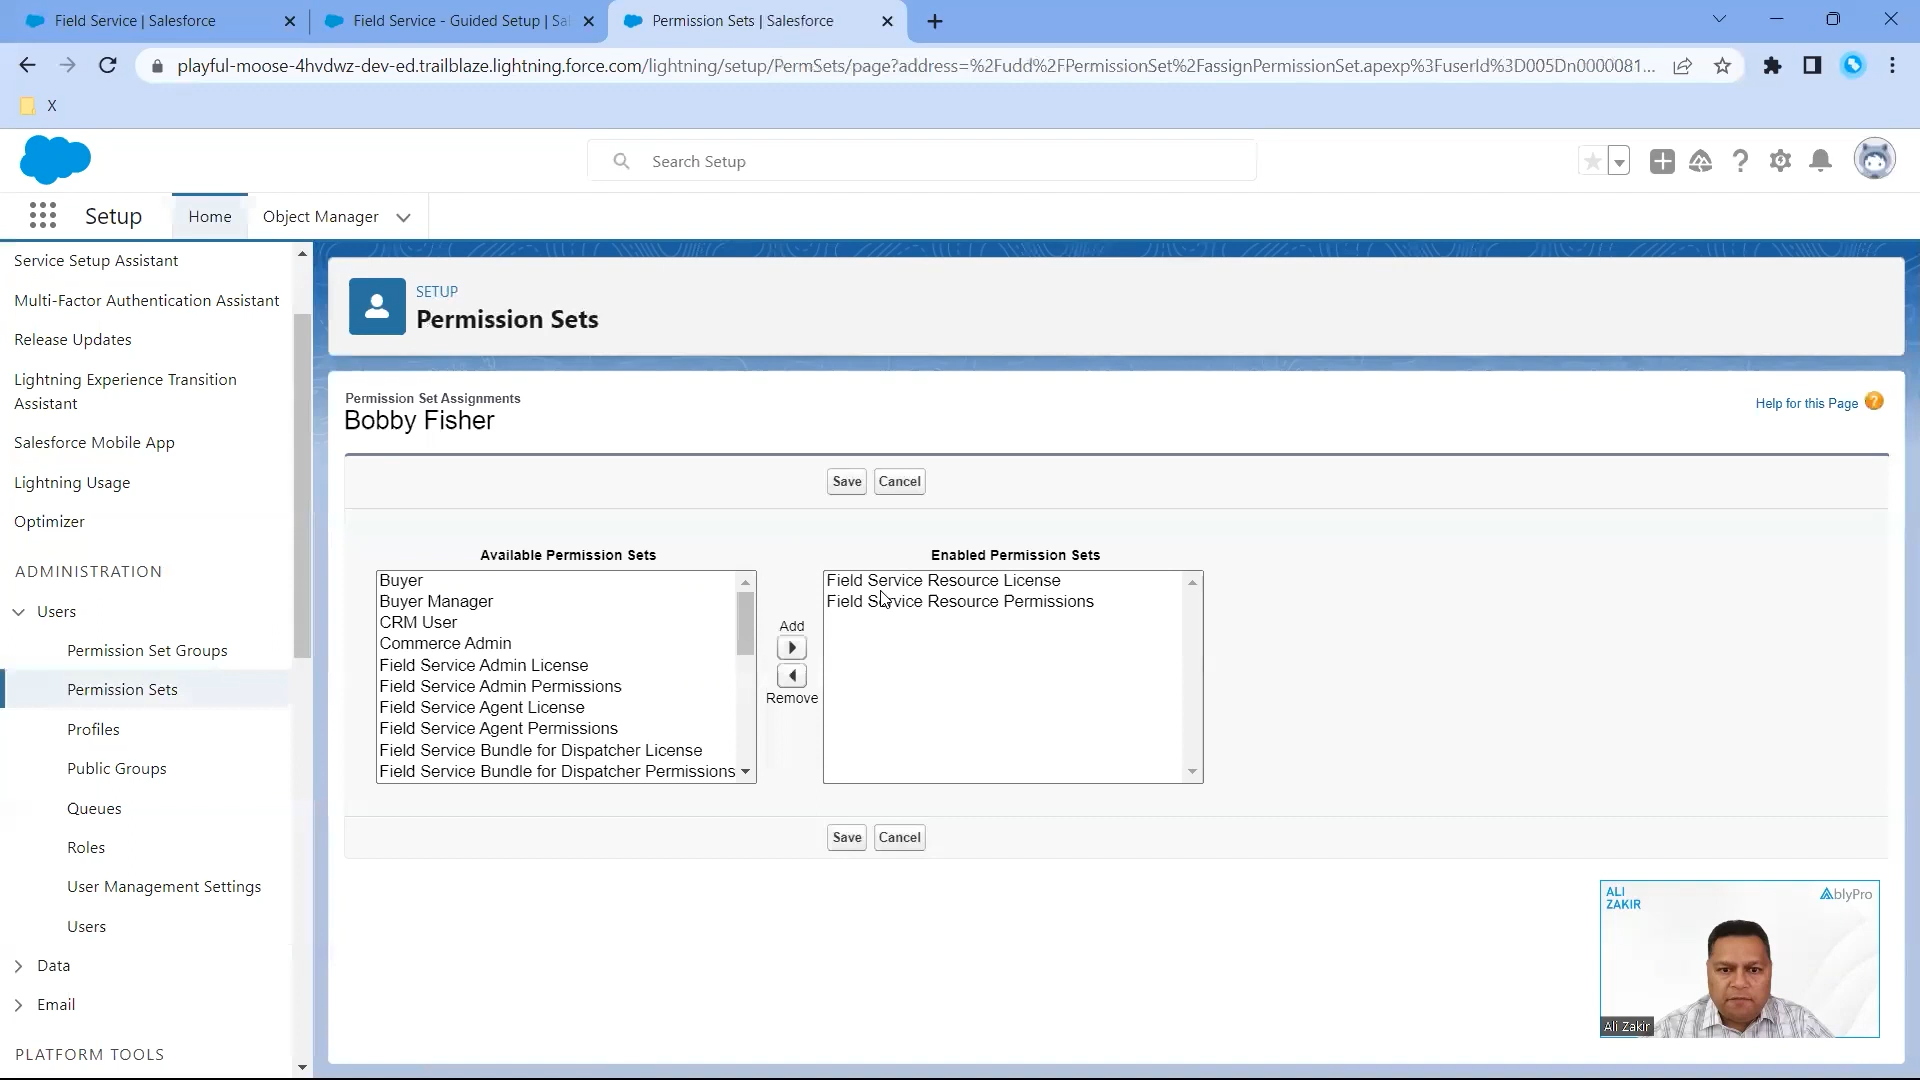 Field Service | Salesforce
Field Service - Guided Setup | Sal
Permission Sets | Salesforce
playful-moose-4hvdwz-dev-ed.trailblaze.lightning.force.com/lightning/setup/PermSets/page?address=%2Fudd%2FPermissionSet%2FassignPermissionSet.apexp%3FuserId%3D005Dn0000081...
X
Search Setup
Setup
Home
Object Manager
Service Setup Assistant
Multi-Factor Authentication Assistant
Release Updates
Lightning Experience Transition
Assistant
Salesforce Mobile App
Lightning Usage
Optimizer
ADMINISTRATION
Users
Permission Set Groups
Permission Sets
Profiles
Public Groups
Queues
Roles
User Management Settings
Users
Data
Email
PLATFORM TOOLS
SETUP
Permission Sets
Permission Set Assignments
Bobby Fisher
Help for this Page
Save Cancel
Available Permission Sets
Buyer
Buyer Manager
CRM User
Commerce Admin
Field Service Admin License
Field Service Admin Permissions
Field Service Agent License
Field Service Agent Permissions
Field Service Bundle for Dispatcher License
Field Service Bundle for Dispatcher Permissions
Add
Remove
Enabled Permission Sets
Field Service Resource License
Field Service Resource Permissions
Save Cancel
ALI
ZAKIR
AblyPro
Ali Zakir